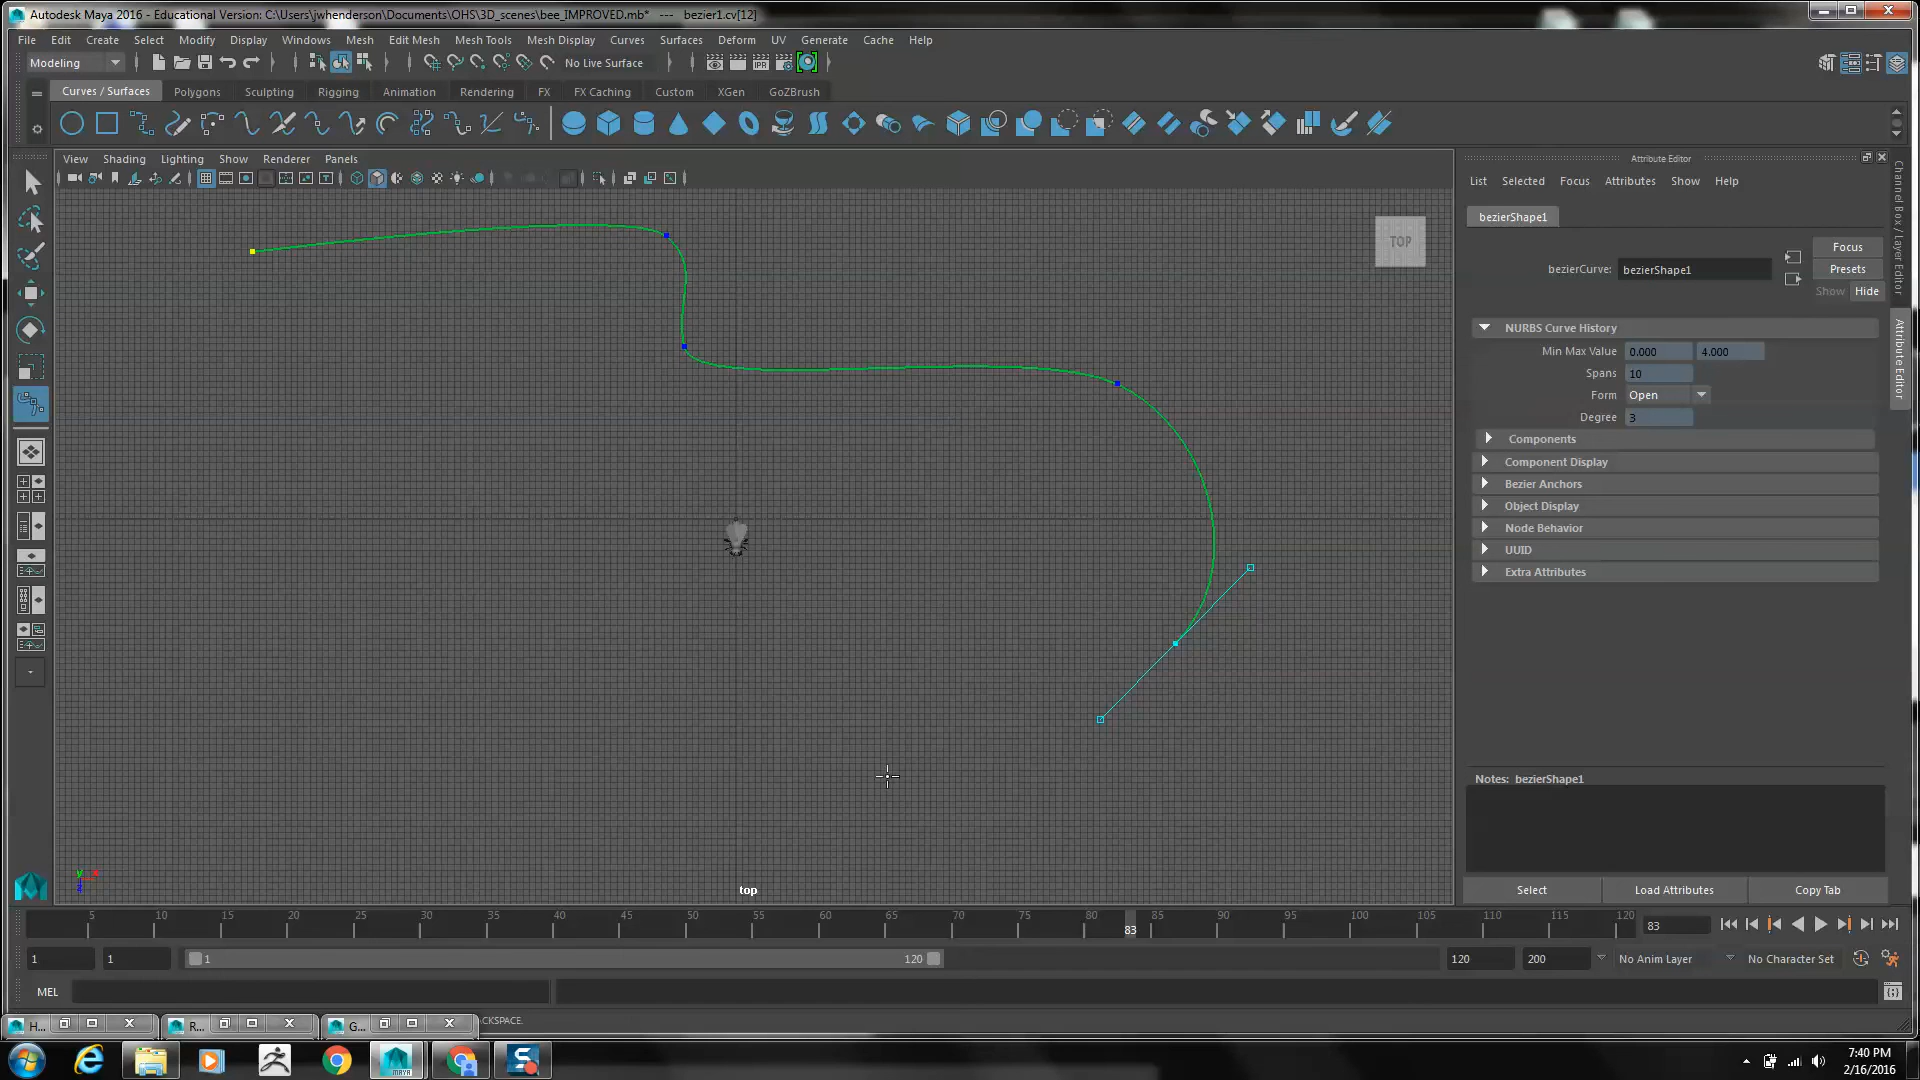 Autodesk Maya 2016 - Educational Version: C:\Users\jwhenderson\Documents\OHS\3D_scenes\bee_IMPROVED.mb* --- bezier1.cv[12]
File Edit Create Select Modify Display Windows Mesh Edit Mesh Mesh Tools Mesh Display Curves Surfaces Deform UV Generate Cache Help
Modeling No Live Surface
Curves / Surfaces Polygons Sculpting Rigging Animation Rendering FX FX Caching Custom XGen GoZBrush
View Shading Lighting Show Renderer Panels
Attribute Editor
List Selected Focus Attributes Show Help
bezierShape1
bezierCurve: bezierShape1
Focus
Presets
Show Hide
NURBS Curve History
Min Max Value 0.000 4.000
Spans 10
Form Open
Degree 3
Components
Component Display
Bezier Anchors
Object Display
Node Behavior
UUID
Extra Attributes
Notes: bezierShape1
Select Load Attributes Copy Tab
Channel Box / Layer Editor
Attribute Editor
TOP
top
y x
z
5 10 15 20 25 30 35 40 45 50 55 60 65 70 75 80 85 90 95 100 105 110 115 120
83
83
1 1 1 120 120 200 No Anim Layer No Character Set
MEL
H... R... G... CKSPACE.
MAYA
7:40 PM
2/16/2016